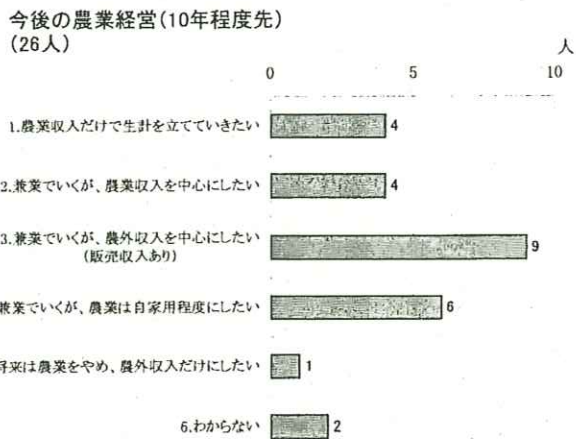 今後の農業経営(10年程度先)
(26人)
人
0 5 10
1.農業収入だけで生計を立てていきたい 4
2.兼業でいくが、農業収入を中心にしたい 4
3.兼業でいくが、農外収入を中心にしたい
(販売収入あり) 9
兼業でいくが、農業は自家用程度にしたい 6
将来は農業をやめ、農外収入だけにしたい 1
6.わからない 2